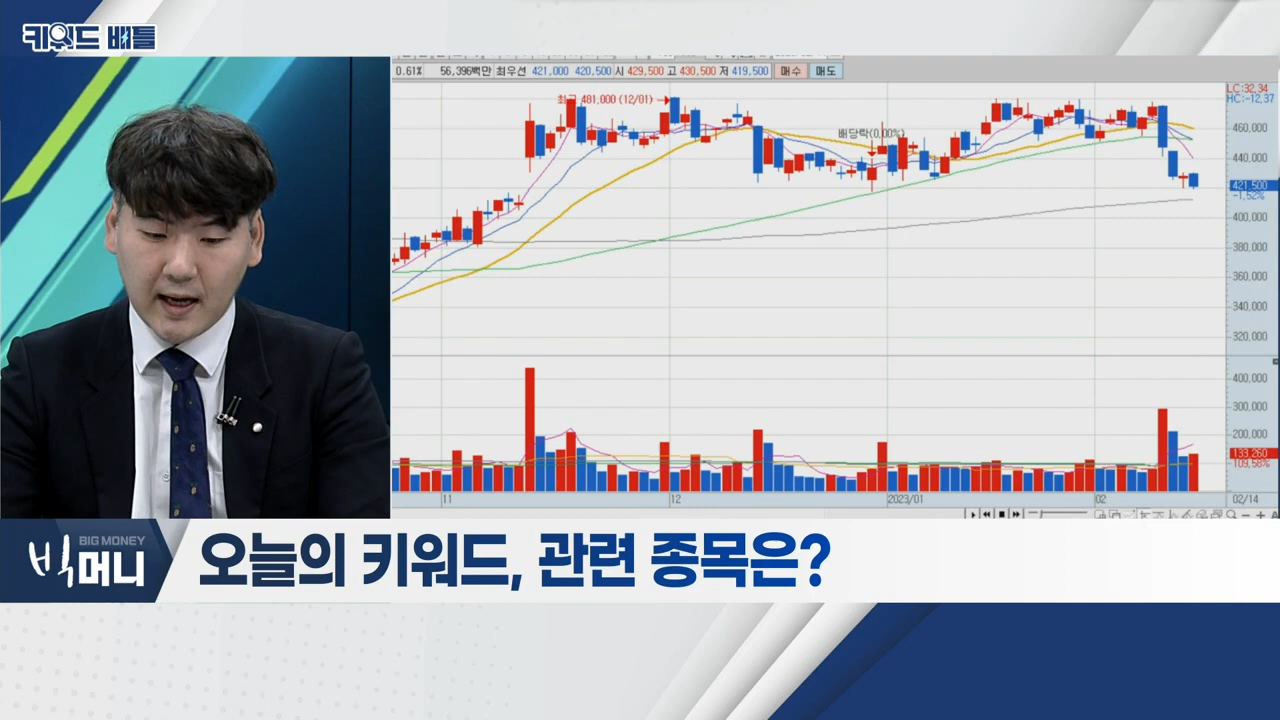 키워드 배틀
0.61% 56,396백만 최우선 421,000 420,500 시 429,500 고 430,500 저 419,500 매수 매도
LC:32.34
HC:-12.37
최고 481,000 (12/01)
배당락(0.00%)
460,000
440,000
421,500
-1.52%
400,000
380,000
360,000
340,000
320,000
400,000
300,000
200,000
133,260
109.56%
11 12 2023/01 02 02/14
BIG MONEY
빅머니
오늘의 키워드, 관련 종목은?